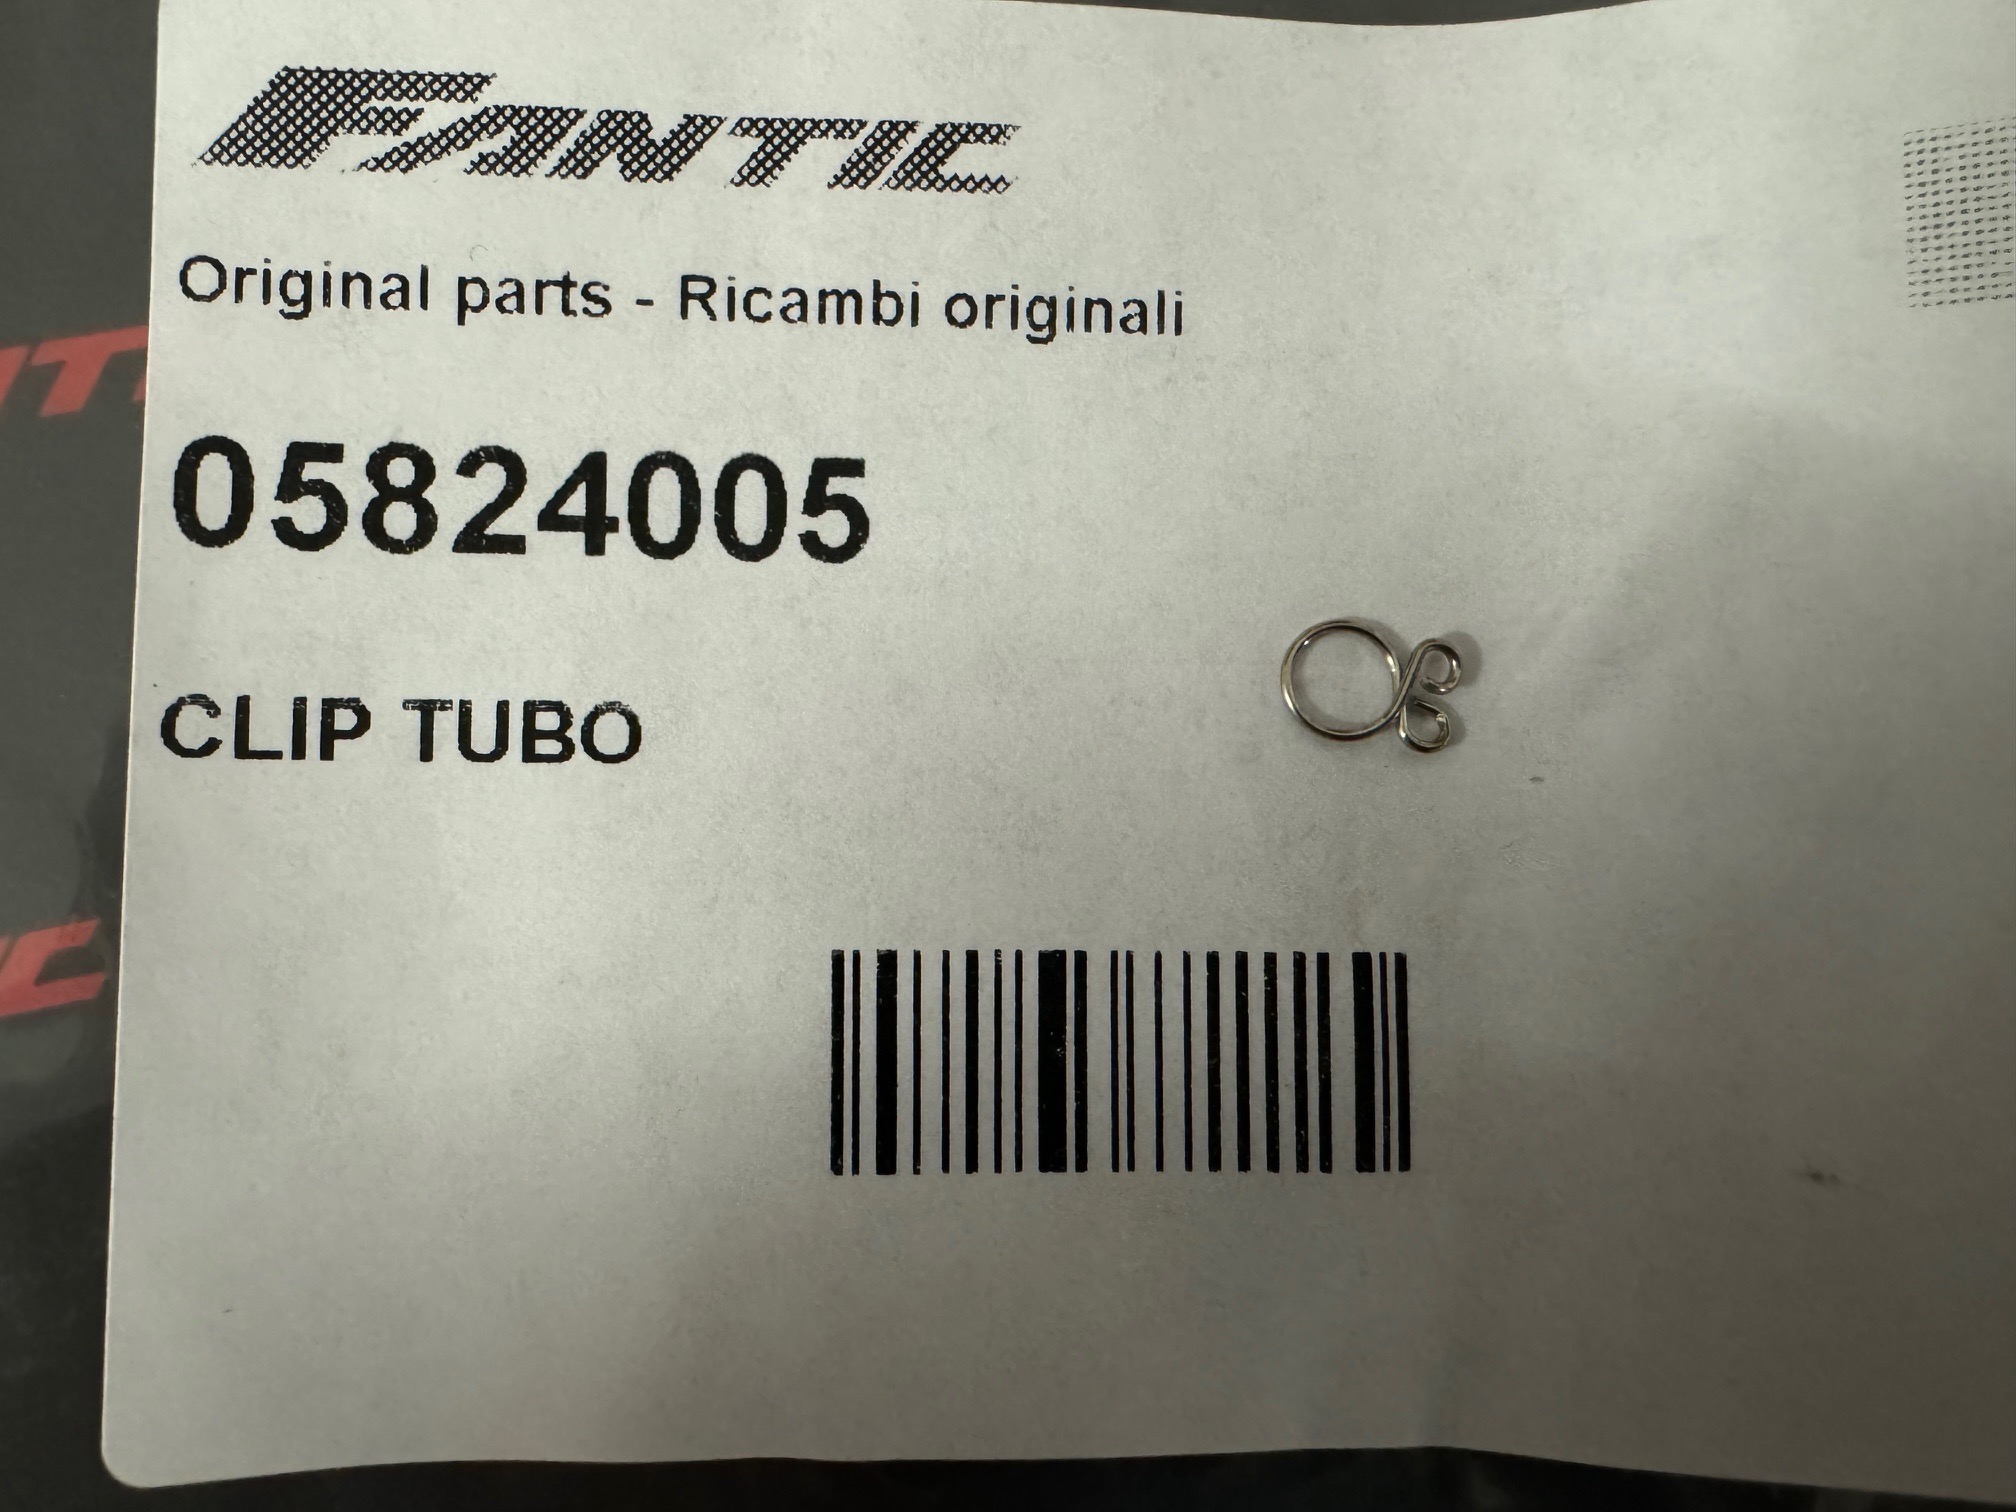 FANTIC
Original parts - Ricambi originali
05824005
CLIP TUBO